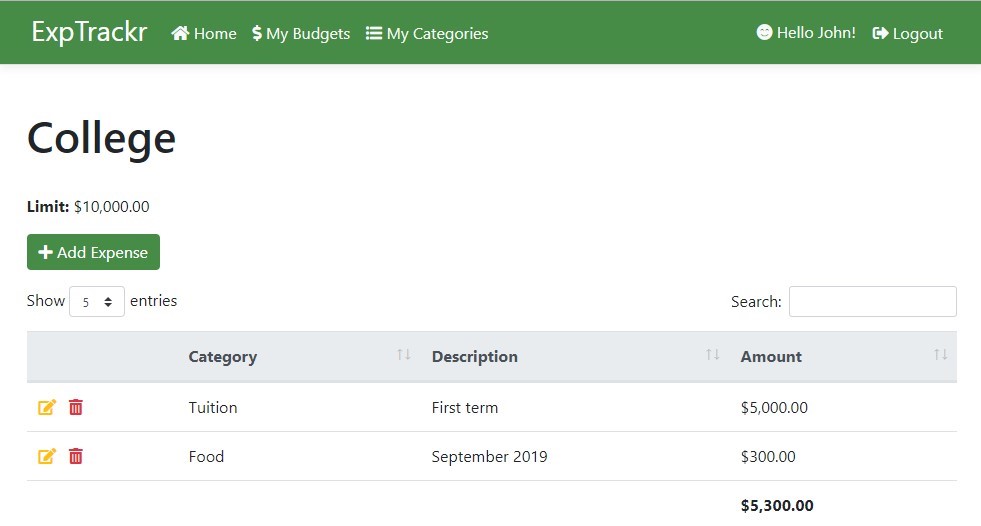 ExpTrackr Home My Budgets My Categories Hello John! Logout
College
Limit: $10,000.00
Add Expense
Show 5 entries Search:
Category Description Amount
Tuition First term $5,000.00
Food September 2019 $300.00
$5,300.00